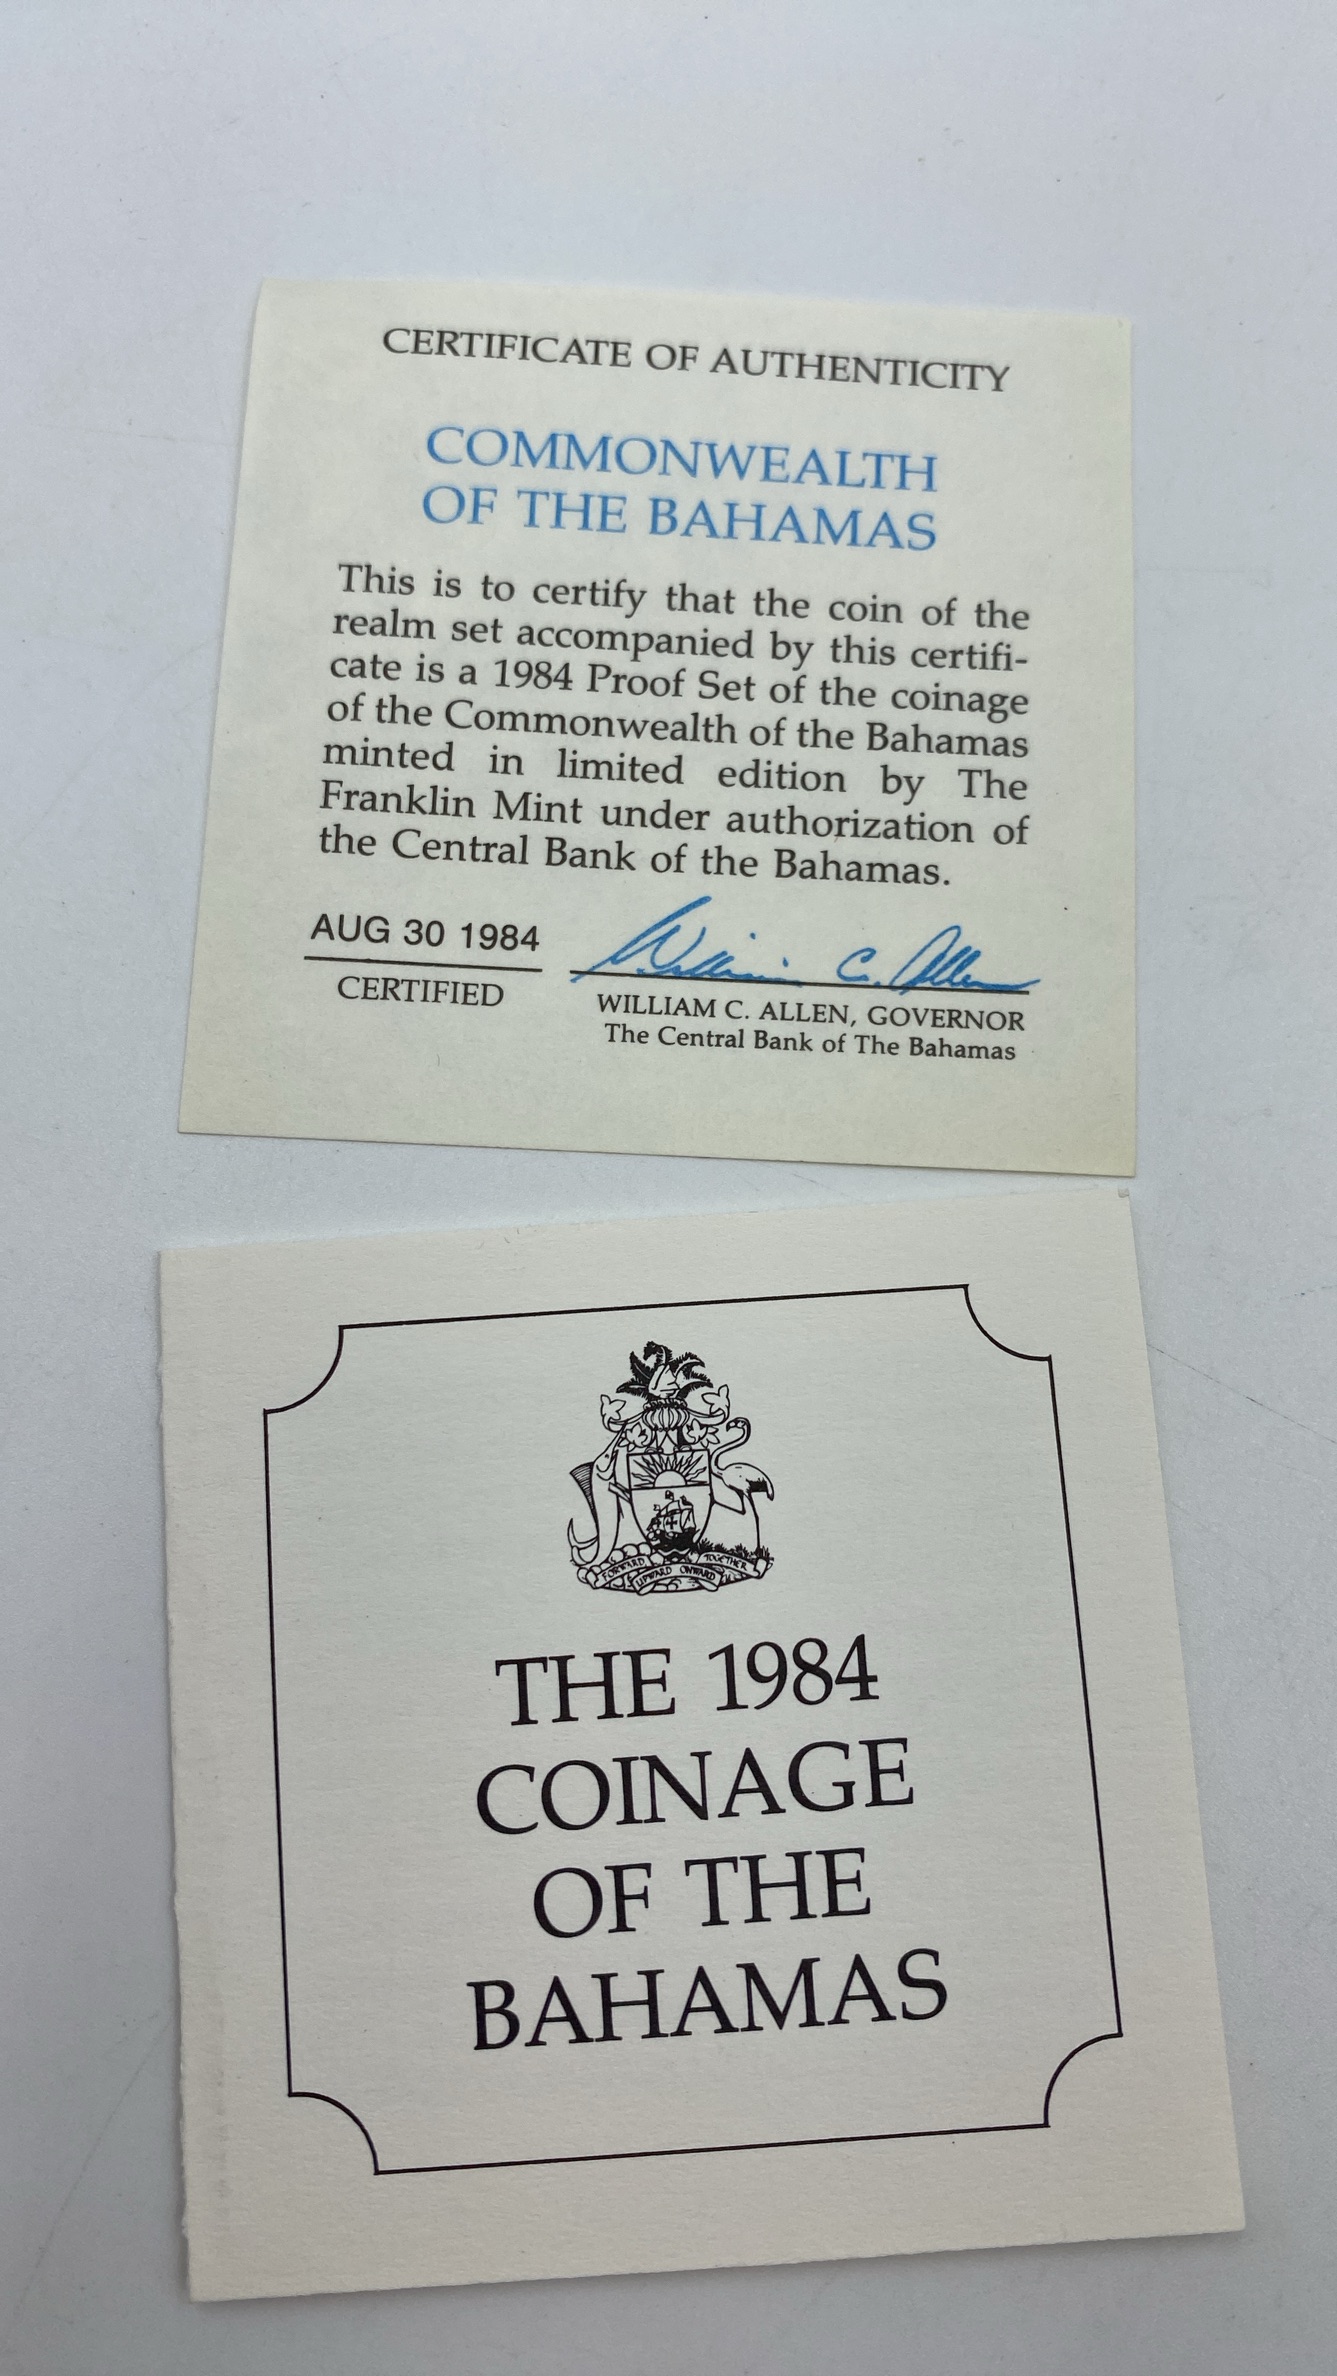 CERTIFICATE OF AUTHENTICITY
COMMONWEALTH
OF THE BAHAMAS
This is to certify that the coin of the
realm set accompanied by this certifi-
cate is a 1984 Proof Set of the coinage
of the Commonwealth of the Bahamas
minted in limited edition by The
Franklin Mint under authorization of
the Central Bank of the Bahamas.
AUG 30 1984
CERTIFIED
William C. Allen
WILLIAM C. ALLEN, GOVERNOR
The Central Bank of The Bahamas
FORWARD UPWARD ONWARD TOGETHER
THE 1984
COINAGE
OF THE
BAHAMAS